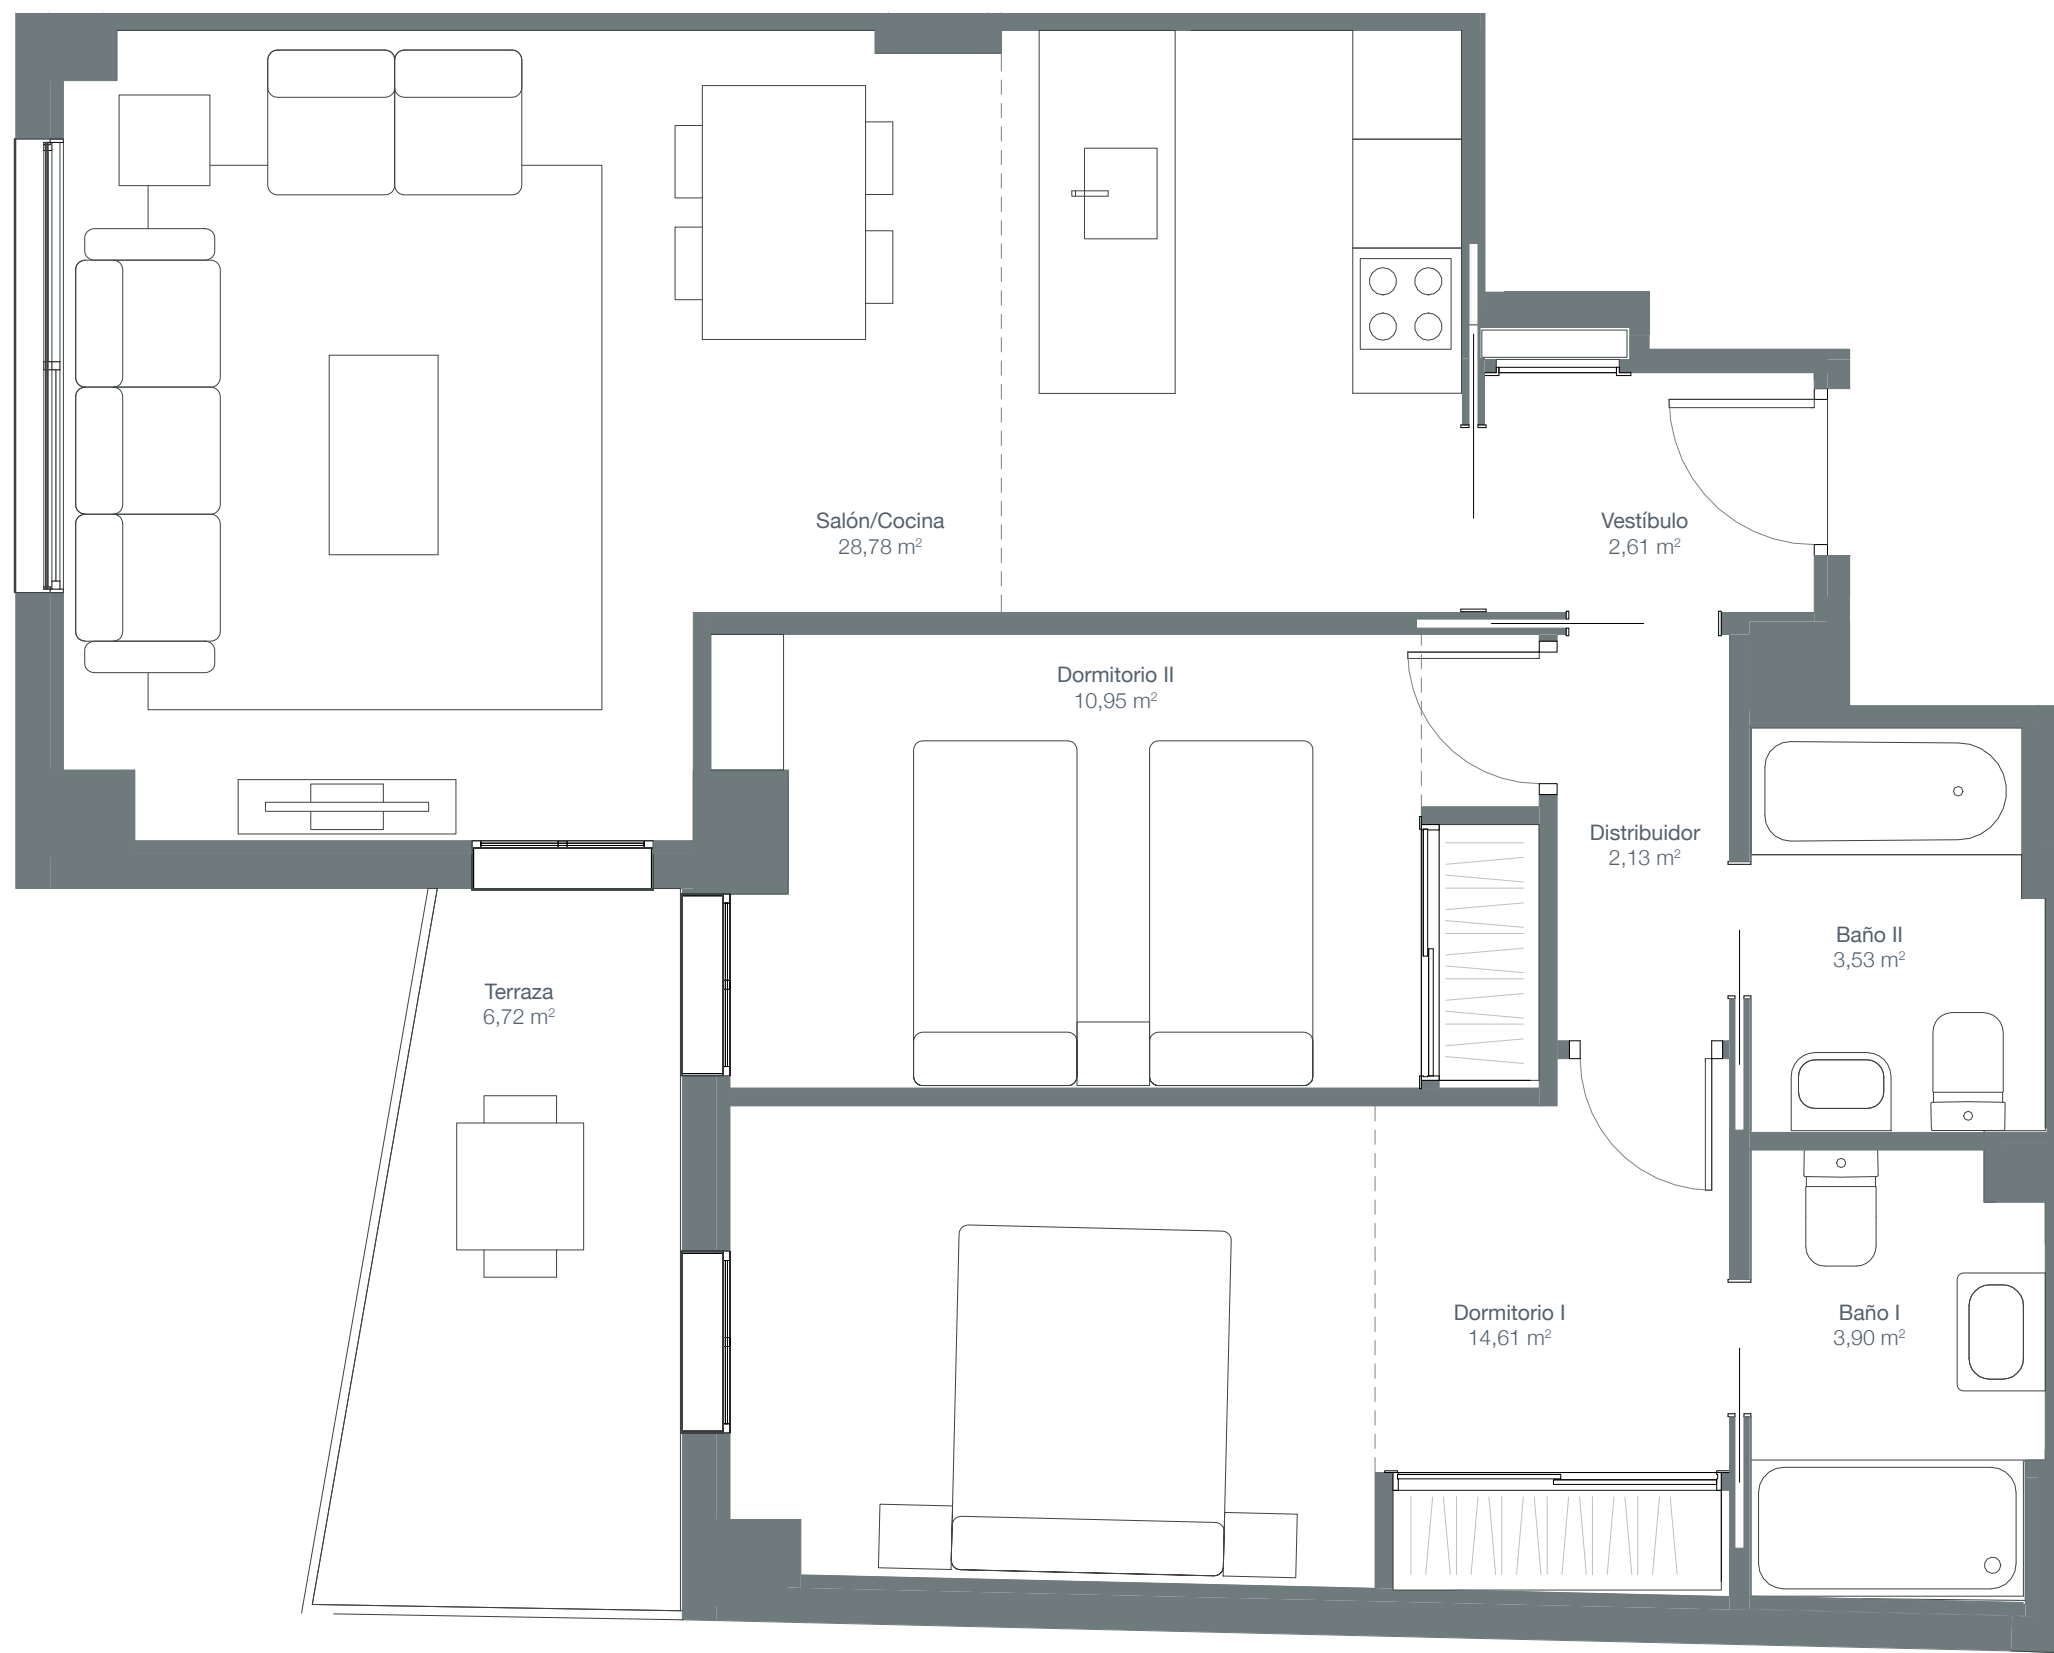 Salón/Cocina
28,78 m²
Vestíbulo
2,61 m²
Dormitorio II
10,95 m²
Distribuidor
2,13 m²
Baño II
3,53 m²
Terraza
6,72 m²
Dormitorio I
14,61 m²
Baño I
3,90 m²